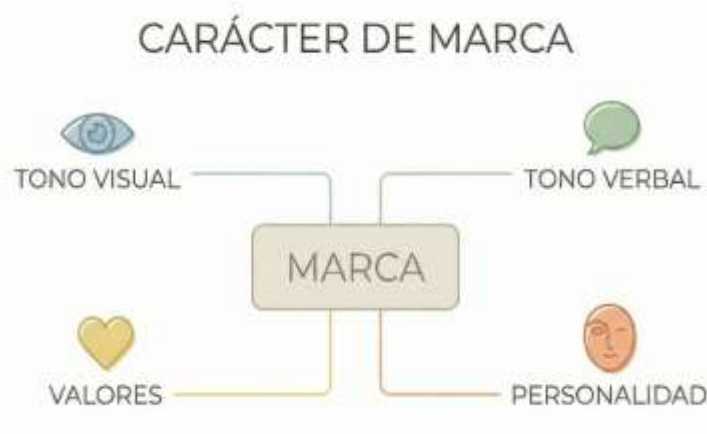 CARÁCTER DE MARCA
TONO VISUAL
TONO VERBAL
MARCA
VALORES
PERSONALIDAD